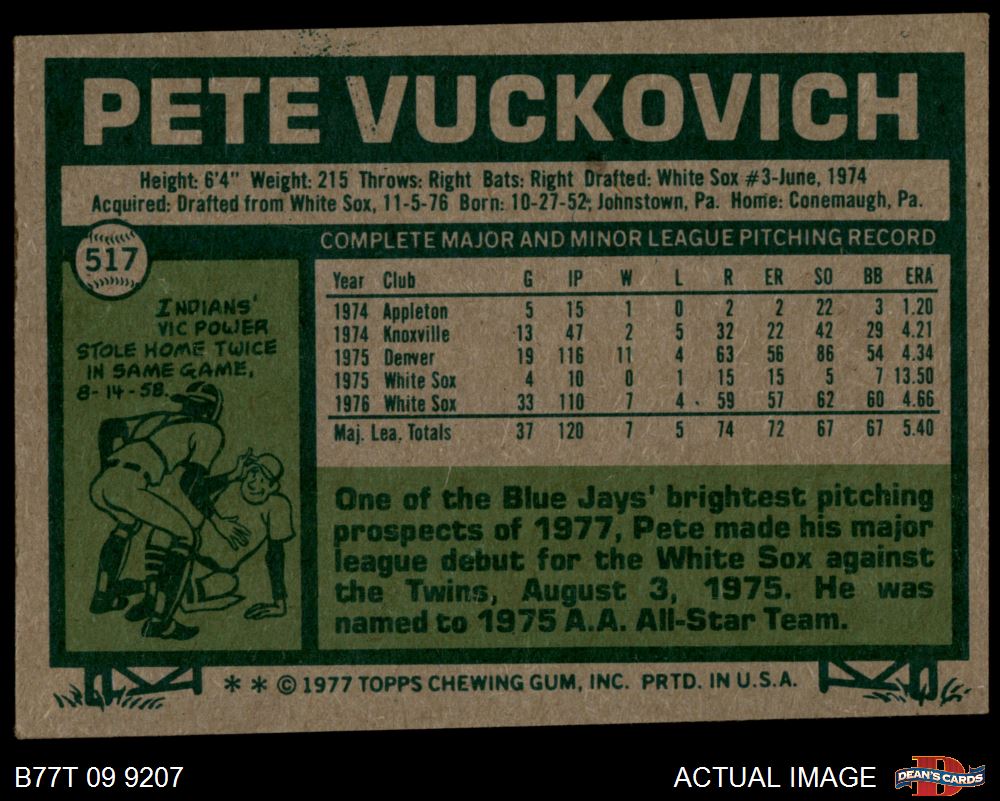 PETE VUCKOVICH
Height: 6'4" Weight: 215 Throws: Right Bats: Right Drafted: White Sox #3-June, 1974
Acquired: Drafted from White Sox, 11-5-76 Born: 10-27-52, Johnstown, Pa. Home: Conemaugh, Pa.
517
INDIANS'
VIC POWER
STOLE HOME TWICE
IN SAME GAME,
8-14-58.
COMPLETE MAJOR AND MINOR LEAGUE PITCHING RECORD
Year Club G IP W L R ER SO BB ERA
1974 Appleton 5 15 1 0 2 2 22 3 1.20
1974 Knoxville 13 47 2 5 32 22 42 29 4.21
1975 Denver 19 116 11 4 63 56 86 54 4.34
1975 White Sox 4 10 0 1 15 15 5 7 13.50
1976 White Sox 33 110 7 4 59 57 62 60 4.66
Maj. Lea. Totals 37 120 7 5 74 72 67 67 5.40
One of the Blue Jays' brightest pitching
prospects of 1977, Pete made his major
league debut for the White Sox against
the Twins, August 3, 1975. He was
named to 1975 A.A. All-Star Team.
* * © 1977 TOPPS CHEWING GUM, INC. PRTD. IN U.S.A.
B77T 09 9207
ACTUAL IMAGE
D
DEAN'S CARDS